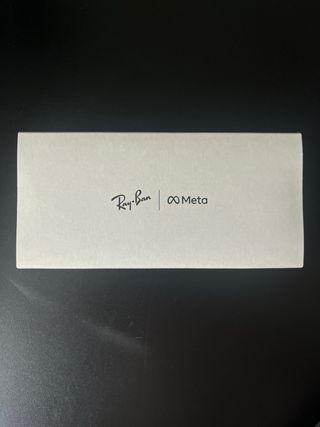 Ray-Ban | ∞ Meta